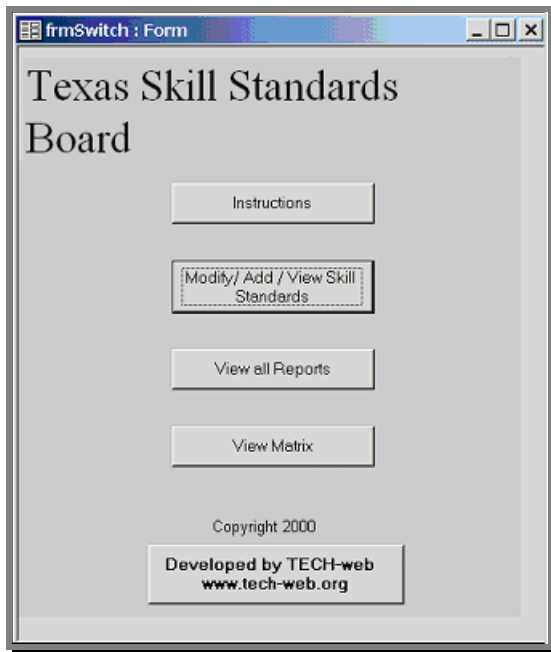 frmSwitch : Form
Texas Skill Standards
Board
Instructions
Modify/ Add / View Skill
Standards
View all Reports
View Matrix
Copyright 2000
Developed by TECH-web
www.tech-web.org